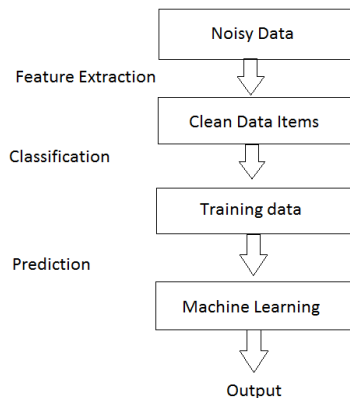 Noisy Data
Feature Extraction
Clean Data Items
Classification
Training data
Prediction
Machine Learning
Output